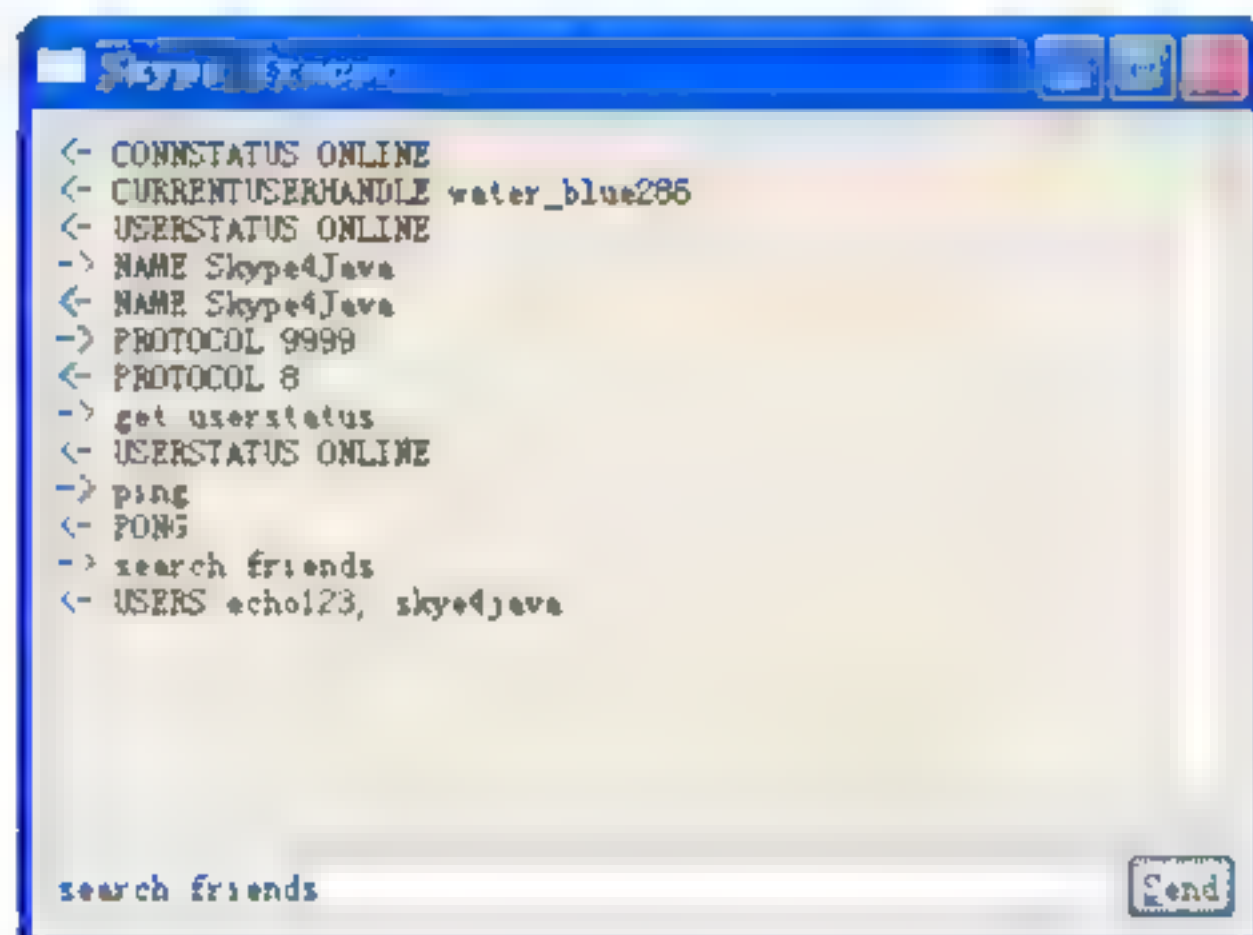 <- CONNSTATUS ONLINE
<- CURRENTUSERHANDLE water_blue286
<- USERSTATUS ONLINE
-> NAME Skype4Java
<- NAME Skype4Java
-> PROTOCOL 9999
<- PROTOCOL 8
-> get userstatus
<- USERSTATUS ONLINE
-> ping
<- PONG
-> search friends
<- USERS echo123, skye4java
search friends
Send